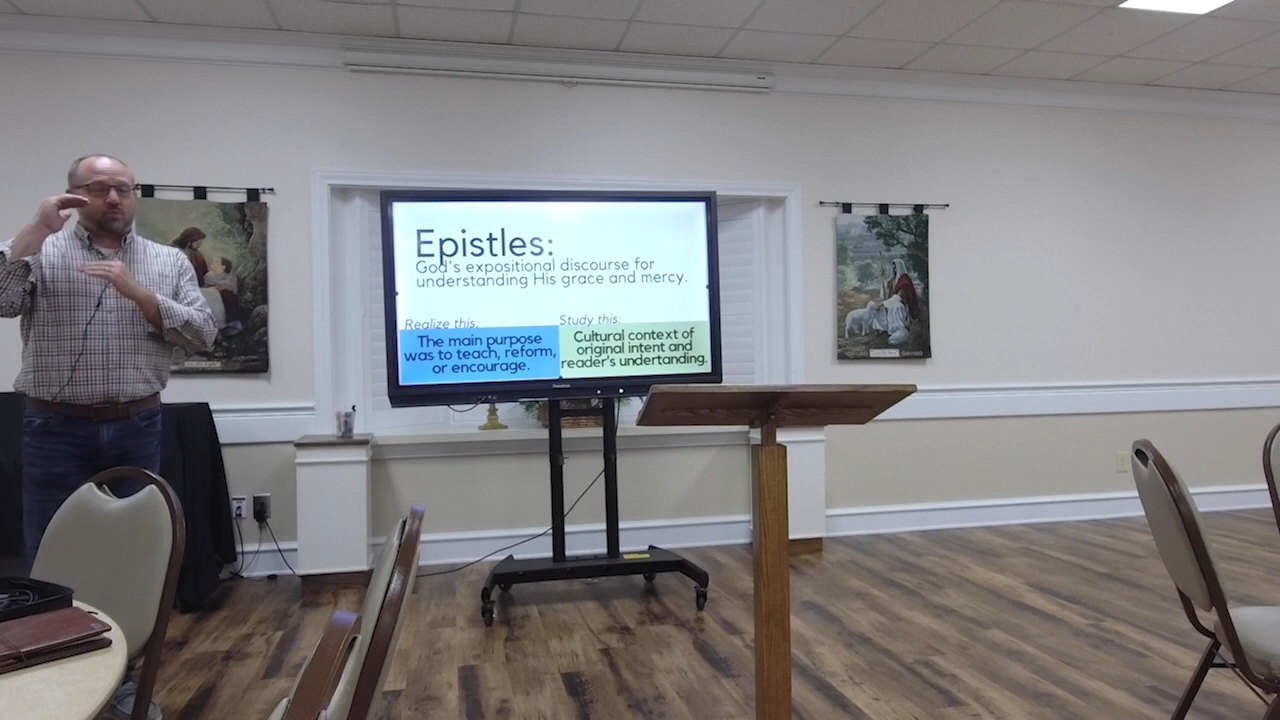 Epistles:
God's expositional discourse for
understanding His grace and mercy.
Realize this:
The main purpose
was to teach, reform,
or encourage.
Study this:
Cultural context of
original intent and
reader's undertanding.